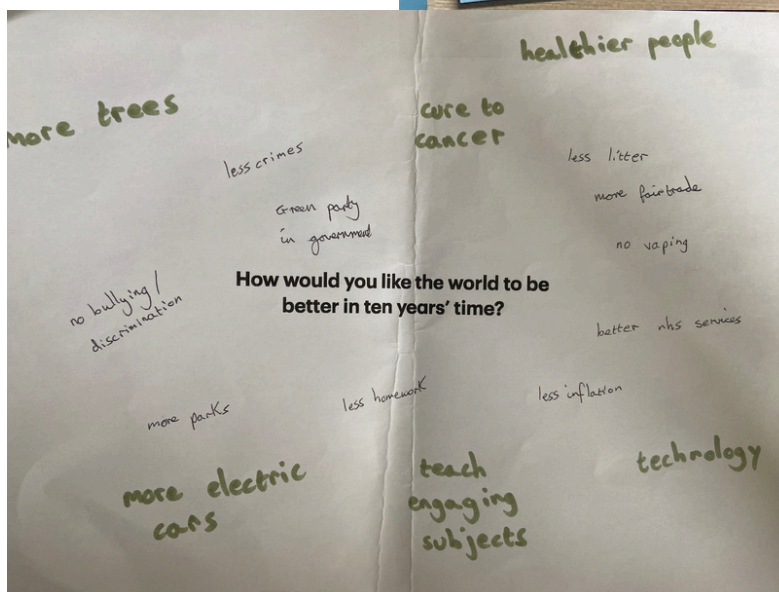 healthier people
more trees
cure to
cancer
less crimes
less litter
more fairtrade
Green party
in government
no vaping
How would you like the world to be
better in ten years' time?
no bullying /
discrimination
better nhs services
less homework
less inflation
more parks
technology
more electric
cars
teach
engaging
subjects